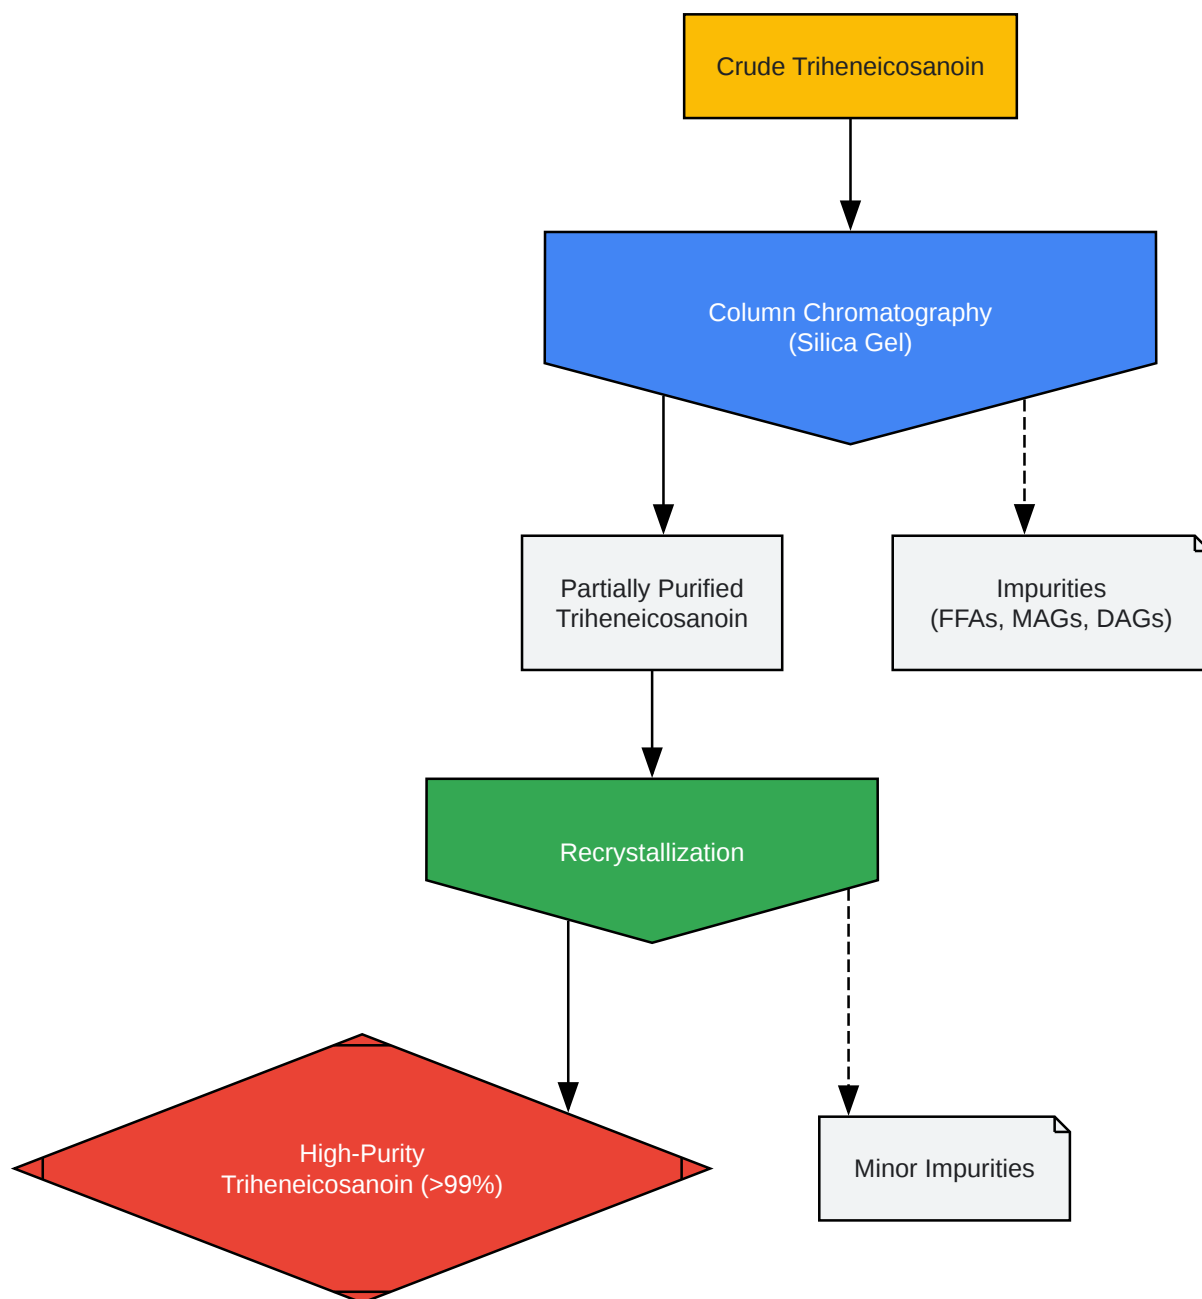 Crude Triheneicosanoin
Column Chromatography
(Silica Gel)
Partially Purified
Triheneicosanoin
Impurities
(FFAs, MAGs, DAGs)
Recrystallization
High-Purity
Triheneicosanoin (>99%)
Minor Impurities